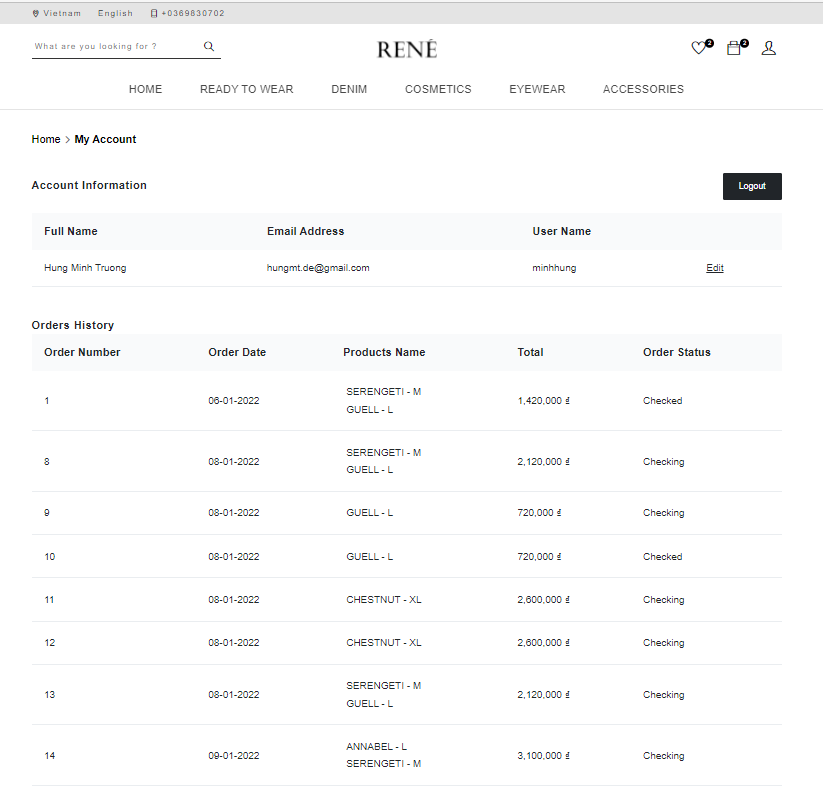 Vietnam English +0369830702
What are you looking for ?
RENÉ
2 2
HOME READY TO WEAR DENIM COSMETICS EYEWEAR ACCESSORIES
Home > My Account
Account Information
Logout
Full Name Email Address User Name
Hung Minh Truong hungmt.de@gmail.com minhhung Edit
Orders History
Order Number Order Date Products Name Total Order Status
1 06-01-2022 SERENGETI - M 1,420,000 ₫ Checked
GUELL - L
8 08-01-2022 SERENGETI - M 2,120,000 ₫ Checking
GUELL - L
9 08-01-2022 GUELL - L 720,000 ₫ Checking
10 08-01-2022 GUELL - L 720,000 ₫ Checked
11 08-01-2022 CHESTNUT - XL 2,600,000 ₫ Checking
12 08-01-2022 CHESTNUT - XL 2,600,000 ₫ Checking
13 08-01-2022 SERENGETI - M 2,120,000 ₫ Checking
GUELL - L
14 09-01-2022 ANNABEL - L 3,100,000 ₫ Checking
SERENGETI - M